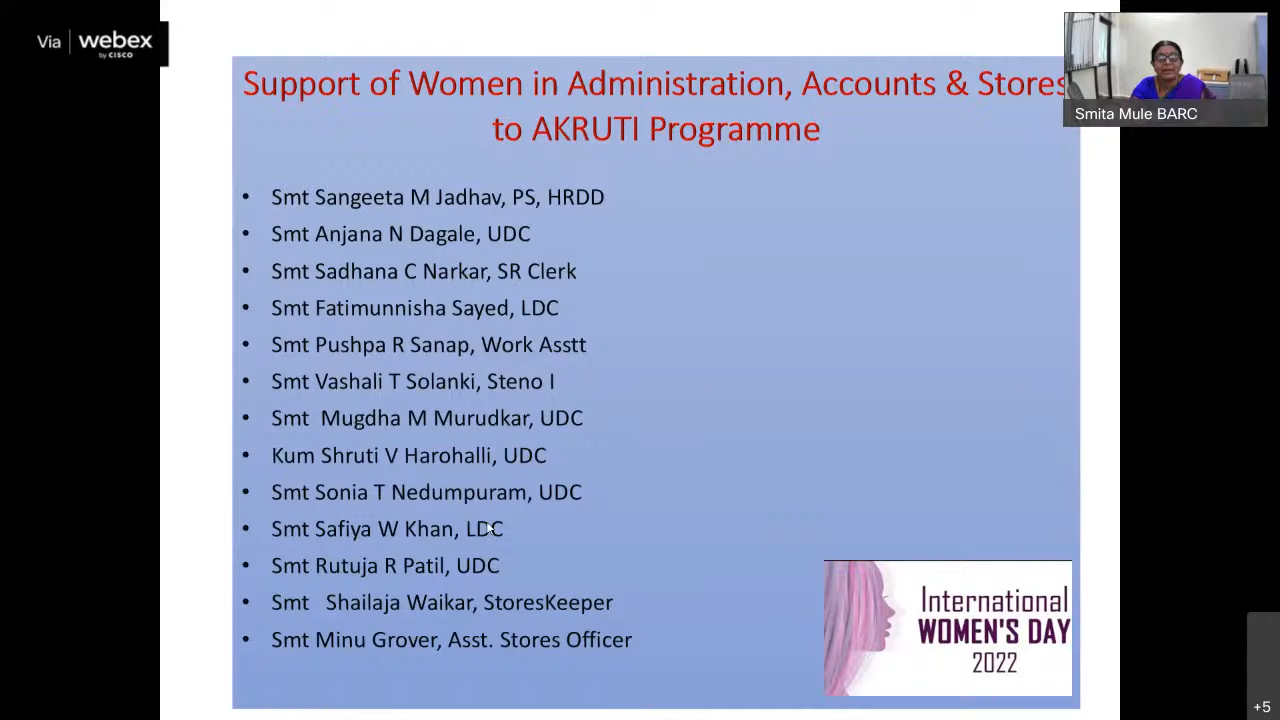 Via webex
by CISCO
Support of Women in Administration, Accounts & Stores
to AKRUTI Programme
Smita Mule BARC
• Smt Sangeeta M Jadhav, PS, HRDD
• Smt Anjana N Dagale, UDC
• Smt Sadhana C Narkar, SR Clerk
• Smt Fatimunnisha Sayed, LDC
• Smt Pushpa R Sanap, Work Asstt
• Smt Vashali T Solanki, Steno I
• Smt Mugdha M Murudkar, UDC
• Kum Shruti V Harohalli, UDC
• Smt Sonia T Nedumpuram, UDC
• Smt Safiya W Khan, LDC
• Smt Rutuja R Patil, UDC
• Smt Shailaja Waikar, StoresKeeper
• Smt Minu Grover, Asst. Stores Officer
International
WOMEN'S DAY
2022
+5